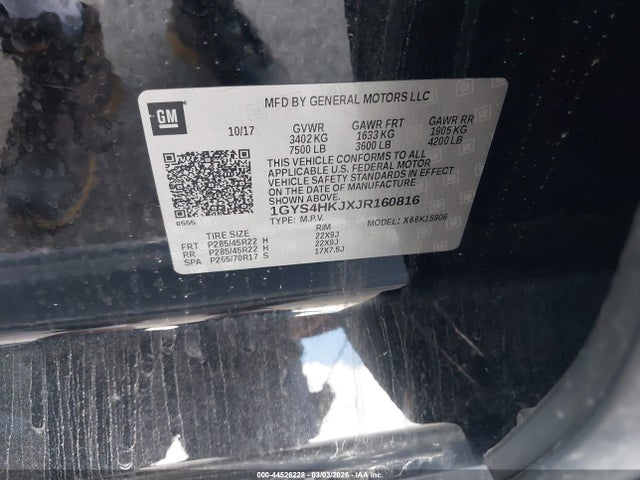 GM
MFD BY GENERAL MOTORS LLC
10/17 GVWR GAWR FRT GAWR RR
3402 KG 1633 KG 1905 KG
7500 LB 3600 LB 4200 LB
THIS VEHICLE CONFORMS TO ALL
APPLICABLE U.S. FEDERAL MOTOR
VEHICLE SAFETY STANDARDS IN EFFECT
ON THE DATE OF MANUFACTURE
SHOWN ABOVE.
1GYS4HKJXJR160816
8555 TYPE: M.P.V. MODEL: X66K15906
TIRE SIZE RIM
FRT P285/45R22 H 22X9J
RR P285/45R22 H 22X9J
SPA P265/70R17 S 17X7.5J
000-44526228 - 03/03/2026 - IAAI.COM